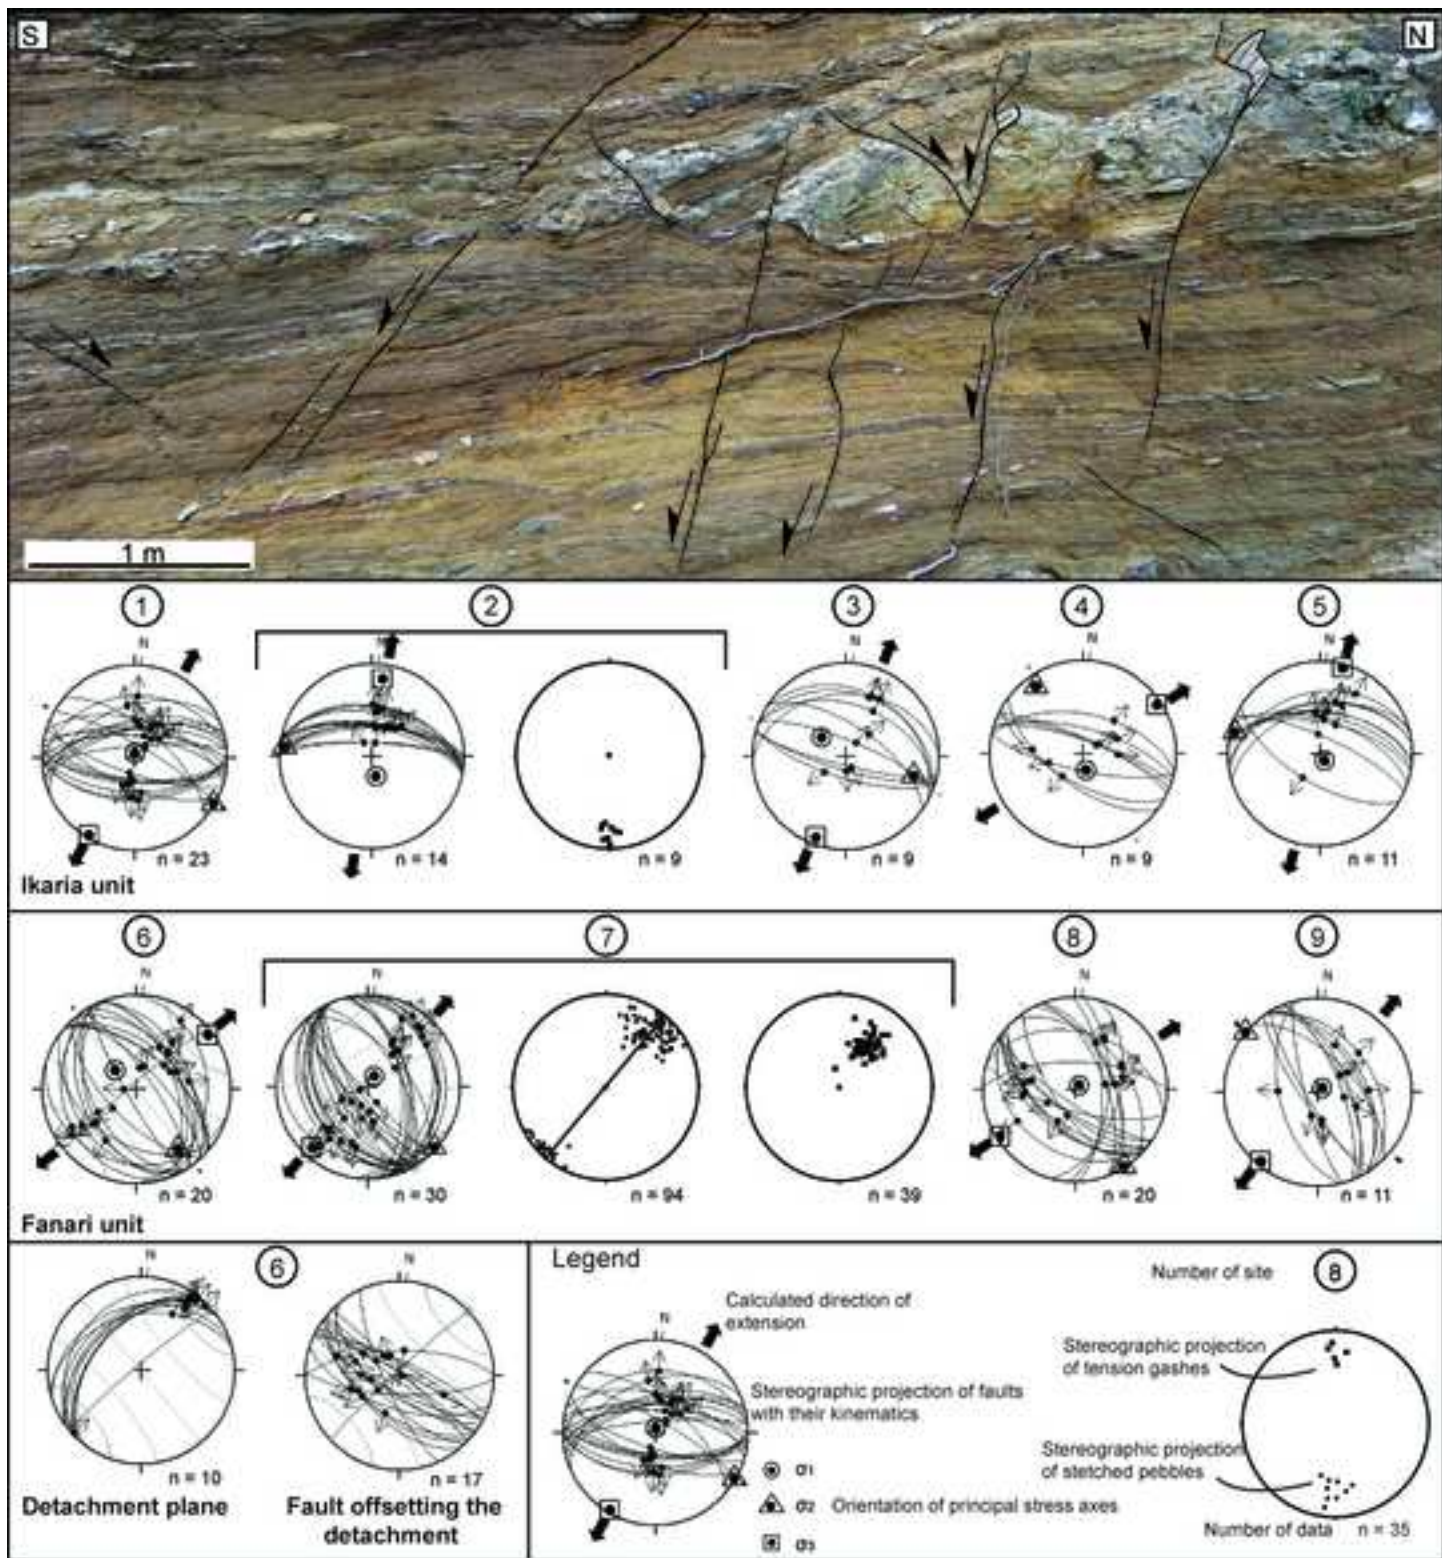 S
N
1 m
1
2
3
4
5
N
N
N
N
N
n = 23
n = 14
n = 9
n = 9
n = 9
n = 11
Ikaria unit
6
7
8
9
N
N
N
N
n = 20
n = 30
n = 94
n = 39
n = 20
n = 11
Fanari unit
6
N
N
n = 10
n = 17
Detachment plane
Fault offsetting the
detachment
Legend
Number of site
8
N
Calculated direction of
extension
Stereographic projection
of tension gashes
Stereographic projection of faults
with their kinematics
Stereographic projection
of stetched pebbles
σ1
σ2 Orientation of principal stress axes
σ3
Number of data n = 35